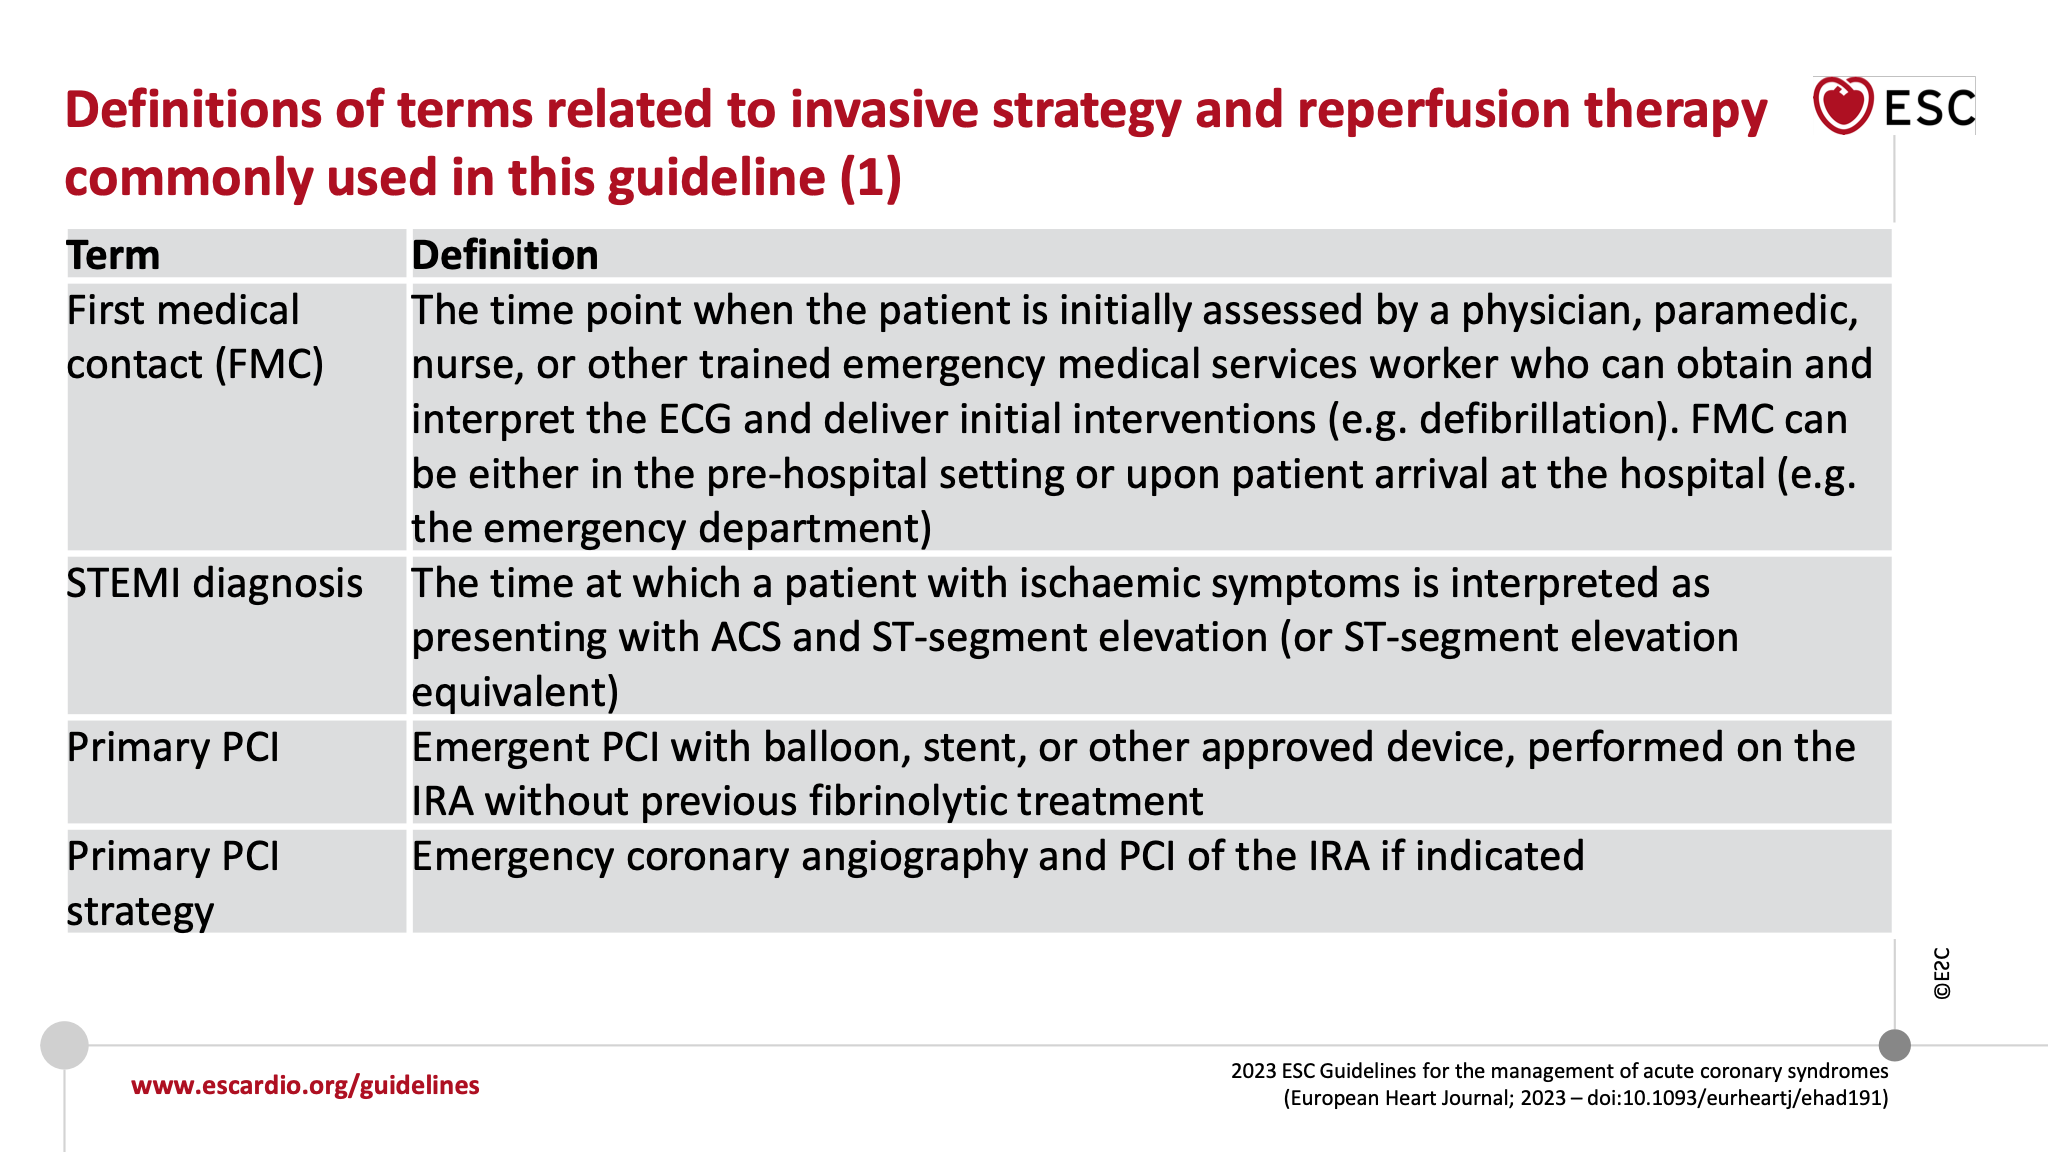 Definitions of terms related to invasive strategy and reperfusion therapy
commonly used in this guideline (1)
ESC
Term
Definition
First medical
contact (FMC)
The time point when the patient is initially assessed by a physician, paramedic,
nurse, or other trained emergency medical services worker who can obtain and
interpret the ECG and deliver initial interventions (e.g. defibrillation). FMC can
be either in the pre-hospital setting or upon patient arrival at the hospital (e.g.
the emergency department)
STEMI diagnosis
The time at which a patient with ischaemic symptoms is interpreted as
presenting with ACS and ST-segment elevation (or ST-segment elevation
equivalent)
Primary PCI
Emergent PCI with balloon, stent, or other approved device, performed on the
IRA without previous fibrinolytic treatment
Primary PCI
strategy
Emergency coronary angiography and PCI of the IRA if indicated
©ESC
www.escardio.org/guidelines
2023 ESC Guidelines for the management of acute coronary syndromes
(European Heart Journal; 2023 – doi:10.1093/eurheartj/ehad191)